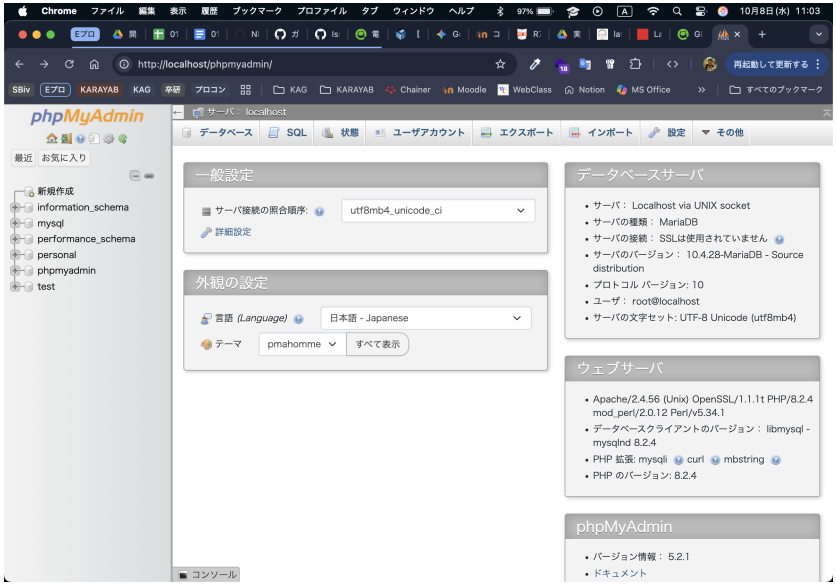 Chrome ファイル 編集 表示 履歴 ブックマーク プロファイル タブ ウィンドウ ヘルプ 97% A 10月8日(水) 11:03
Eプロ 開 01 01 N ガ Is 電 [ G コ R: 実 la La Gl
http://localhost/phpmyadmin/ 18 再起動して更新する
SBiv Eプロ KARAYAB KAG 卒研 プロコン KAG KARAYAB Chainer Moodle WebClass Notion MS Office » すべてのブックマーク
phpMyAdmin
最近 お気に入り
新規作成
information_schema
mysql
performance_schema
personal
phpmyadmin
test
サーバ: localhost
データベース SQL 状態 ユーザアカウント エクスポート インポート 設定 その他
一般設定
サーバ接続の照合順序: utf8mb4_unicode_ci
詳細設定
外観の設定
言語 (Language) 日本語 - Japanese
テーマ pmahomme すべて表示
データベースサーバ
• サーバ: Localhost via UNIX socket
• サーバの種類: MariaDB
• サーバの接続: SSLは使用されていません
• サーバのバージョン: 10.4.28-MariaDB - Source
distribution
• プロトコル バージョン: 10
• ユーザ: root@localhost
• サーバの文字セット: UTF-8 Unicode (utf8mb4)
ウェブサーバ
• Apache/2.4.56 (Unix) OpenSSL/1.1.1t PHP/8.2.4
mod_perl/2.0.12 Perl/v5.34.1
• データベースクライアントのバージョン: libmysql -
mysqlnd 8.2.4
• PHP 拡張: mysqli curl mbstring
• PHP のバージョン: 8.2.4
phpMyAdmin
• バージョン情報: 5.2.1
• ドキュメント
コンソール